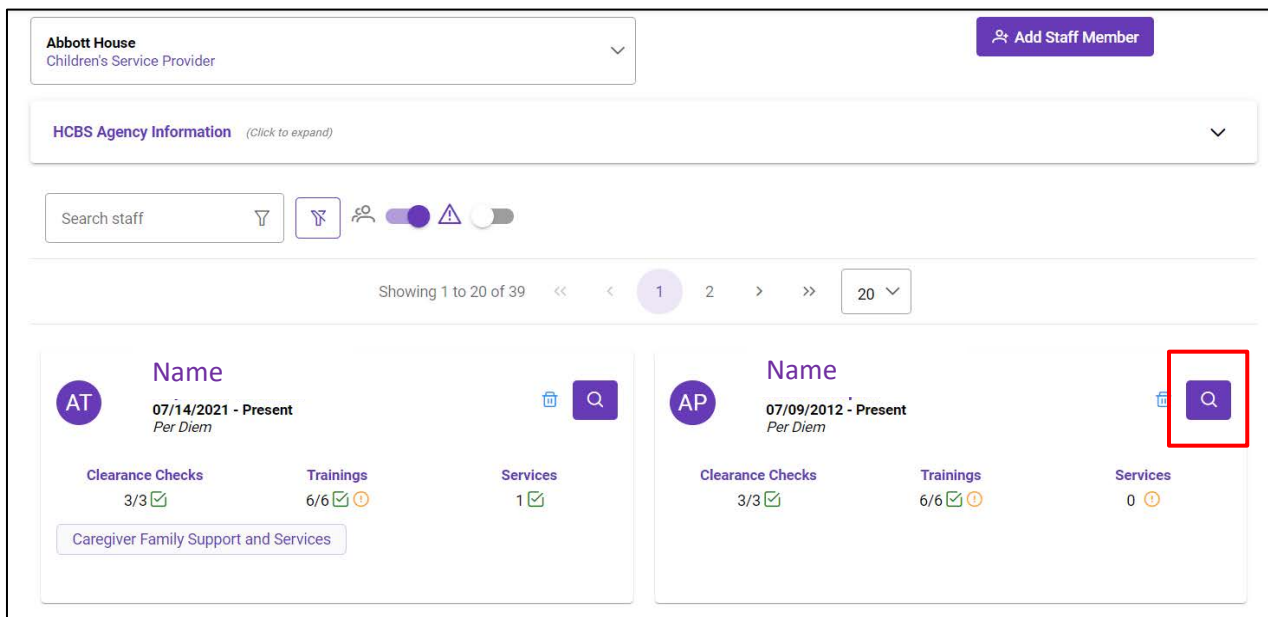 Abbott House
Children's Service Provider
Add Staff Member
HCBS Agency Information (Click to expand)
Search staff
Showing 1 to 20 of 39 << < 1 2 > >> 20
AT
Name
07/14/2021 - Present
Per Diem
Clearance Checks Trainings Services
3/3 6/6 1
Caregiver Family Support and Services
AP
Name
07/09/2012 - Present
Per Diem
Clearance Checks Trainings Services
3/3 6/6 0